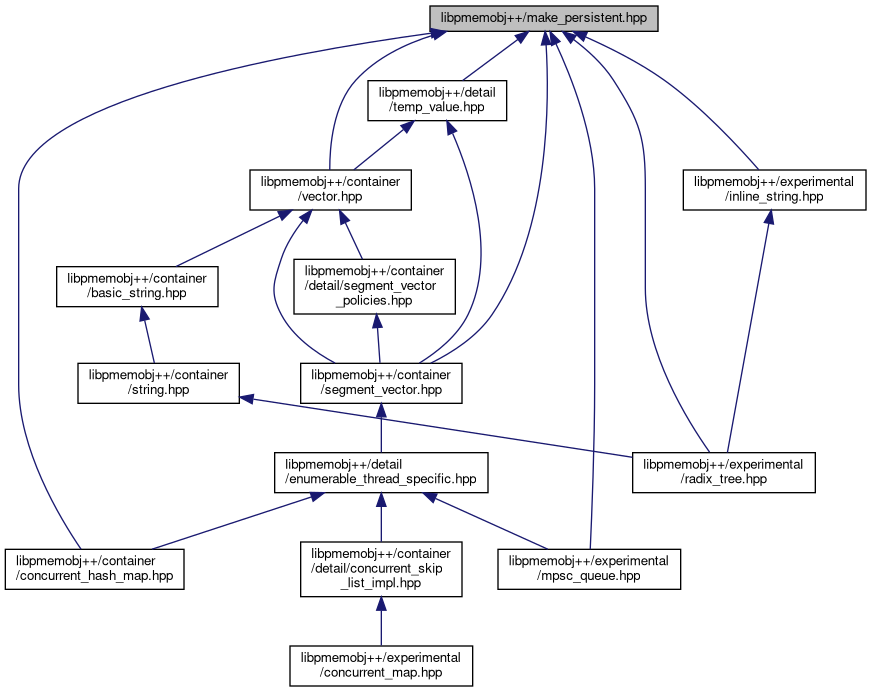 libpmemobj++/make_persistent.hpp
libpmemobj++/detail
/temp_value.hpp
libpmemobj++/container
/vector.hpp
libpmemobj++/experimental
/inline_string.hpp
libpmemobj++/container
/basic_string.hpp
libpmemobj++/container
/detail/segment_vector
_policies.hpp
libpmemobj++/container
/string.hpp
libpmemobj++/container
/segment_vector.hpp
libpmemobj++/detail
/enumerable_thread_specific.hpp
libpmemobj++/experimental
/radix_tree.hpp
libpmemobj++/container
/concurrent_hash_map.hpp
libpmemobj++/container
/detail/concurrent_skip
_list_impl.hpp
libpmemobj++/experimental
/mpsc_queue.hpp
libpmemobj++/experimental
/concurrent_map.hpp